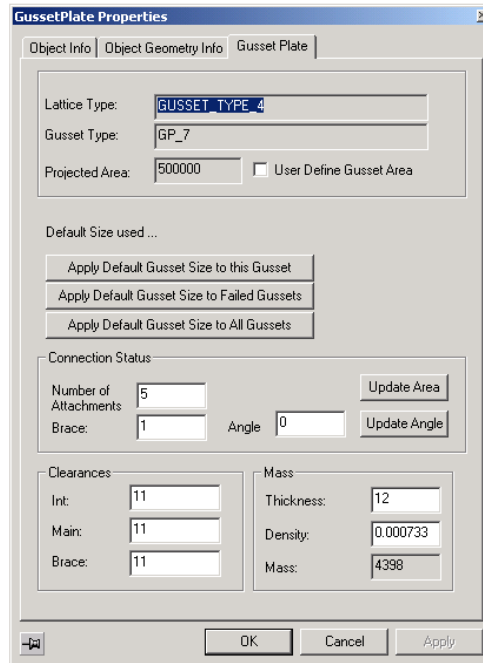 GussetPlate Properties
Object Info Object Geometry Info Gusset Plate
Lattice Type: GUSSET_TYPE_4
Gusset Type: GP_7
Projected Area: 500000 User Define Gusset Area
Default Size used ...
Apply Default Gusset Size to this Gusset
Apply Default Gusset Size to Failed Gussets
Apply Default Gusset Size to All Gussets
Connection Status
Number of Attachments 5 Update Area
Brace: 1 Angle 0 Update Angle
Clearances Mass
Int: 11 Thickness: 12
Main: 11 Density: 0.000733
Brace: 11 Mass: 4398
OK Cancel Apply